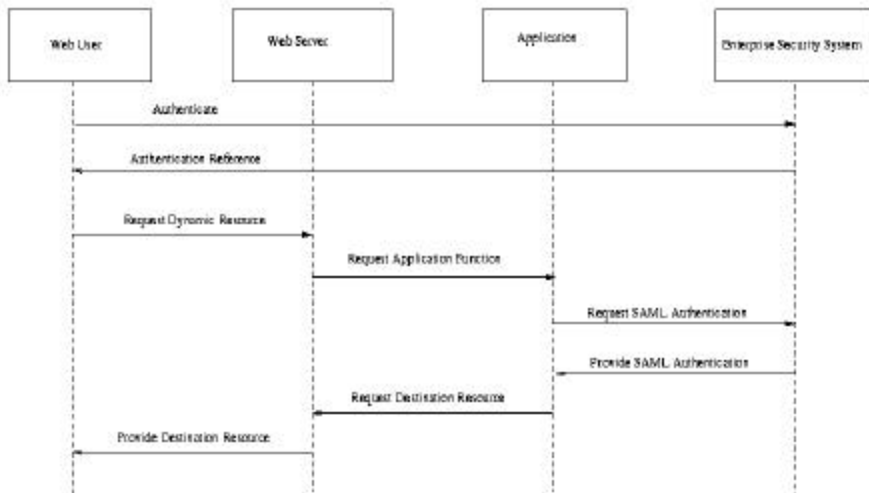 Web User
Web Server
Application
Enterprise Security System
Authenticate
Authentication Reference
Request Dynamic Resource
Request Application Function
Request SAML Authentication
Provide SAML Authentication
Request Destination Resource
Provide Destination Resource